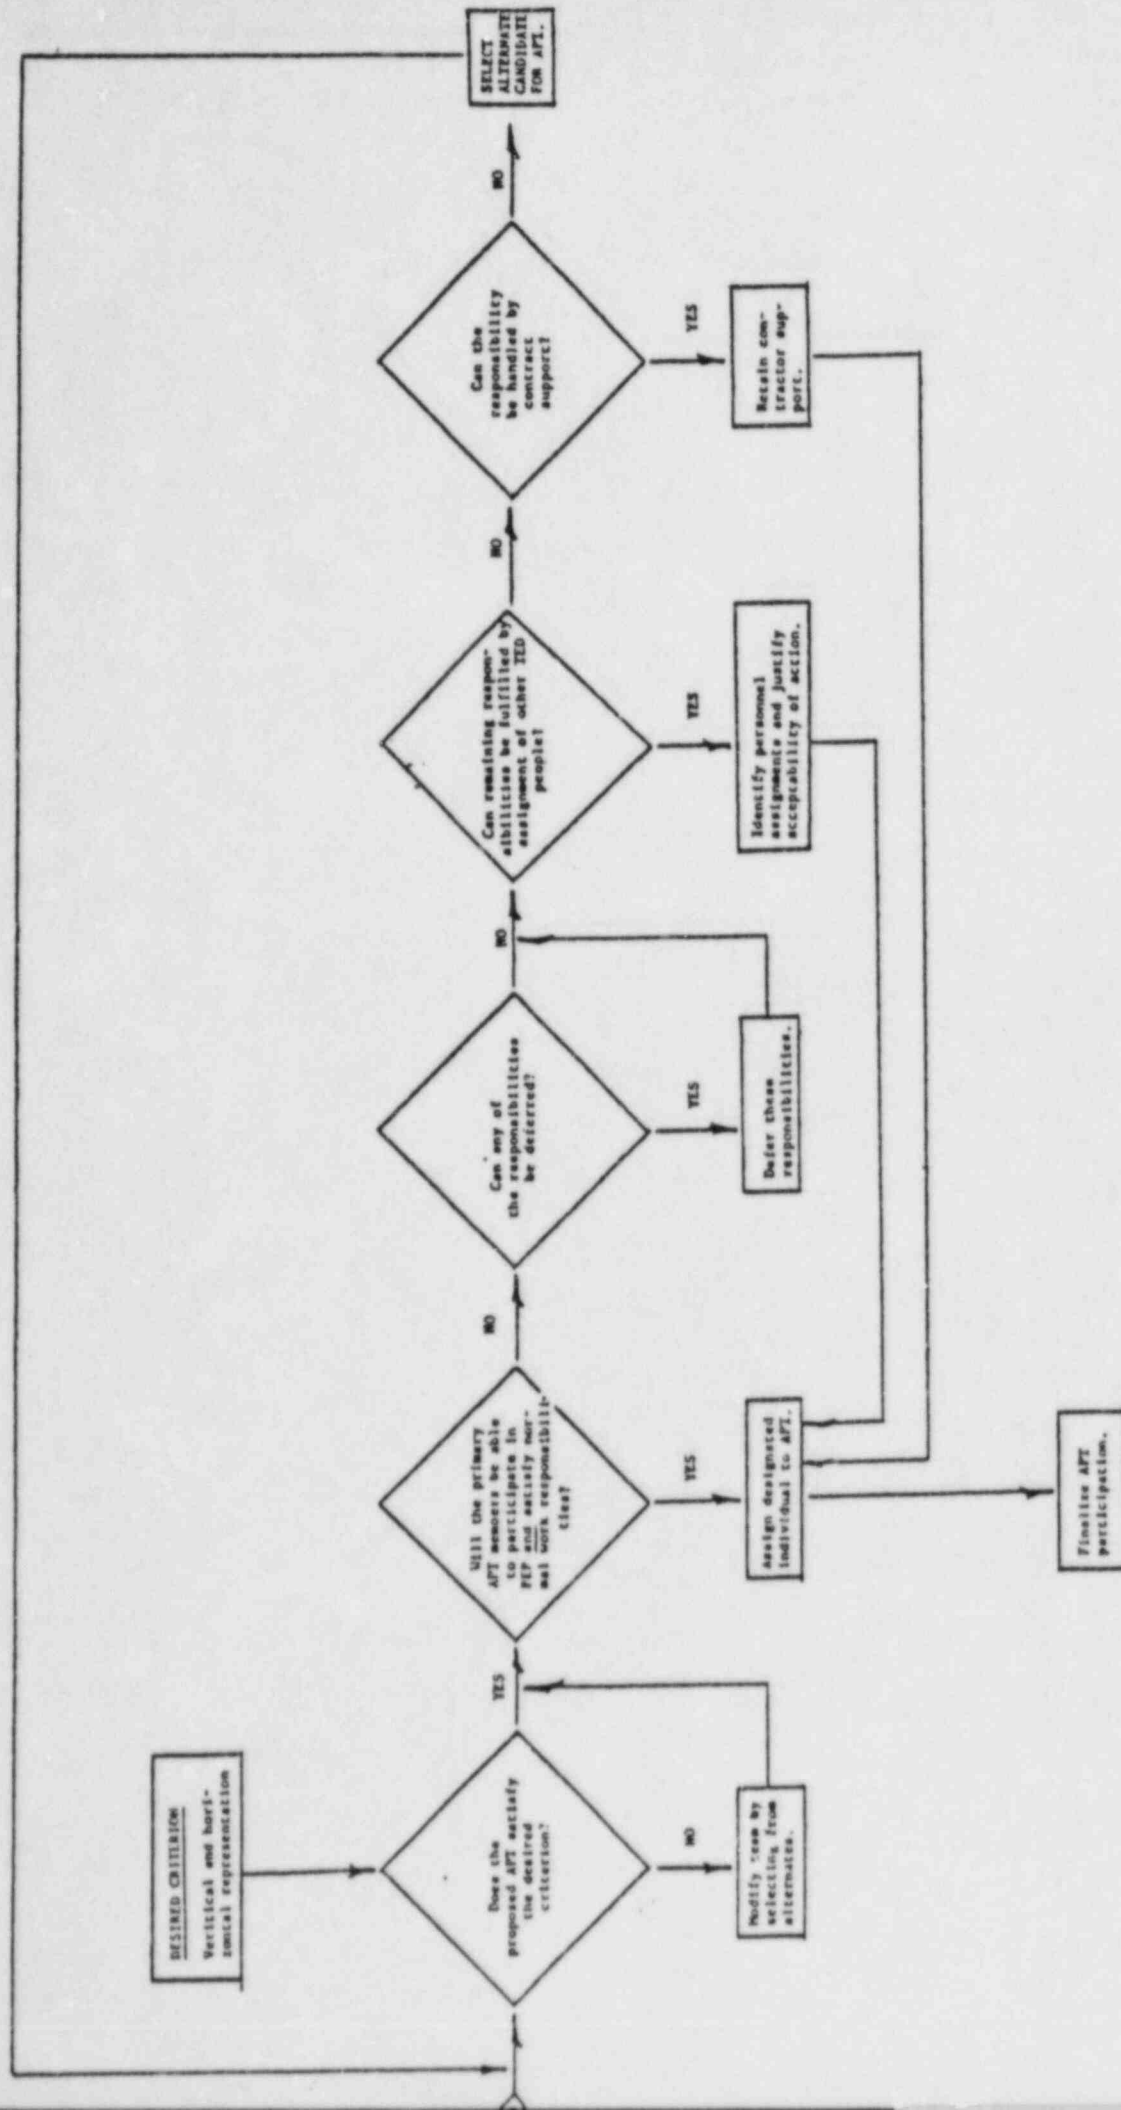 DESIRED CRITERION
Veritical and hori-
zontal representation
Does the
proposed APT satisfy
the desired
criterion?
NO
Modify team by
selecting from
alternates.
YES
Will the primary
APT members be able
to participate in
PEP and satisfy nor-
mal work responsibili-
ties?
YES
Assign designated
individual to APT.
Finalize APT
participation.
NO
Can any of
the responsibilities
be deferred?
YES
Defer these
responsibilities.
NO
Can remaining respon-
sibilities be fulfilled by
assignment of other TED
people?
YES
Identify personnel
assignments and justify
acceptability of action.
NO
Can the
responsibility
be handled by
contract
support?
YES
Retain con-
tractor sup-
port.
NO
SELECT
ALTERNATE
CANDIDATE
FOR APT.